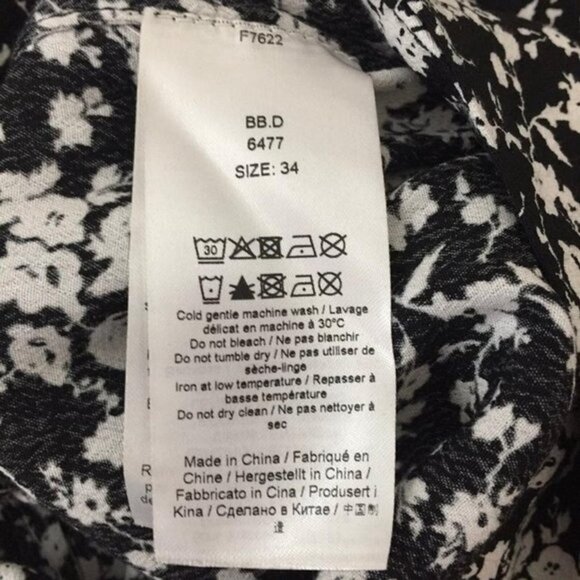 F7622
BB.D
6477
SIZE: 34
30
Cold gentle machine wash / Lavage
délicat en machine à 30°C
Do not bleach / Ne pas blanchir
Do not tumble dry / Ne pas utiliser de
sèche-linge
Iron at low temperature / Repasser à
basse température
Do not dry clean / Ne pas nettoyer à
sec
Made in China / Fabriqué en
Chine / Hergestellt in China /
Fabbricato in Cina / Produsert i
Kina / Сделано в Китае / 中国制
造